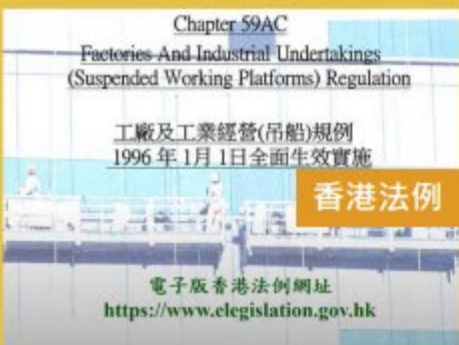 Chapter 59AC
Factories And Industrial Undertakings
(Suspended Working Platforms) Regulation
工廠及工業經營(吊船)規例
1996 年 1月 1日全面生效實施
香港法例
電子版香港法例網址
https://www.elegislation.gov.hk